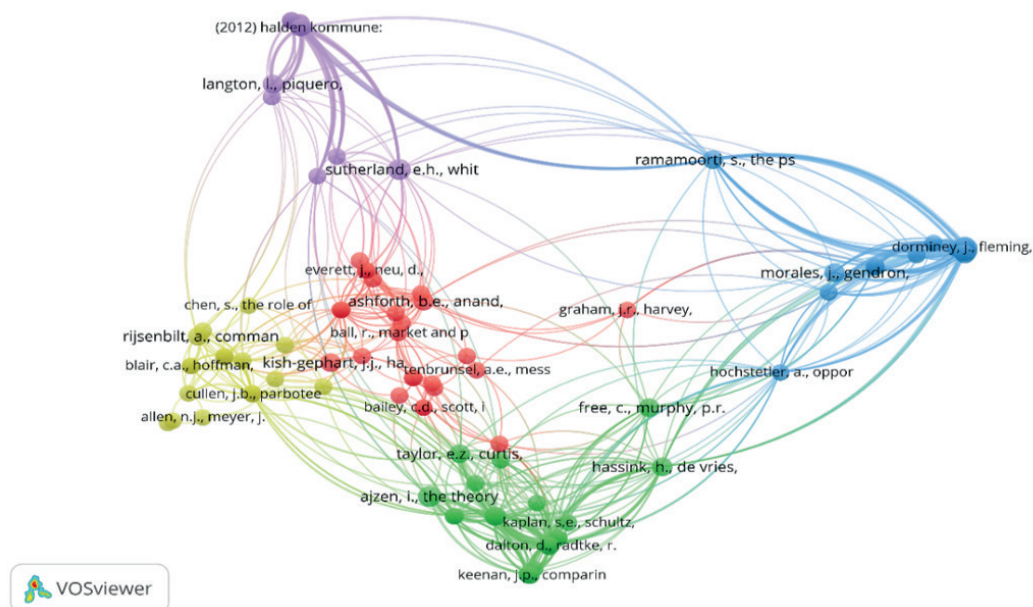 (2012) halden kommune:
langton, l., piquero,
ramamoorti, s., the ps
sutherland, e.h., whit
dorminey, j., fleming,
everett, j., neu, d.,
morales, j., gendron,
chen, s., the role of
ashforth, b.e., anand,
graham, j.r., harvey,
rijsenbilt, a., comman
ball, r., market and p
blair, c.a., hoffman,
kish-gephart, j.j., ha
tenbrunsel, a.e., mess
hochstetler, a., oppor
cullen, j.b., parbotee
bailey, c.d., scott, i
free, c., murphy, p.r.
allen, n.j., meyer, j.
taylor, e.z., curtis,
hassink, h., de vries,
ajzen, i., the theory
kaplan, s.e., schultz,
dalton, d., radtke, r.
keenan, j.p., comparin
VOSviewer